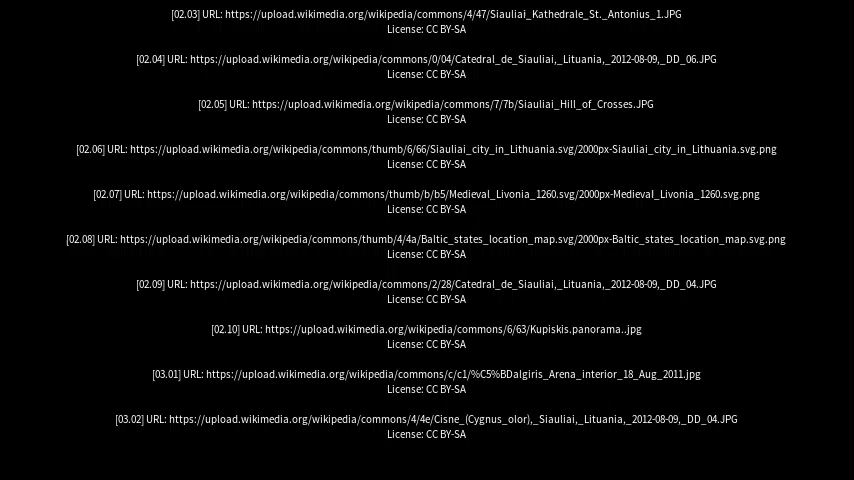 [02.03] URL: https://upload.wikimedia.org/wikipedia/commons/4/47/Siauliai_Kathedrale_St._Antonius_1.JPG
License: CC BY-SA
[02.04] URL: https://upload.wikimedia.org/wikipedia/commons/0/04/Catedral_de_Siauliai,_Lituania,_2012-08-09,_DD_06.JPG
License: CC BY-SA
[02.05] URL: https://upload.wikimedia.org/wikipedia/commons/7/7b/Siauliai_Hill_of_Crosses.JPG
License: CC BY-SA
[02.06] URL: https://upload.wikimedia.org/wikipedia/commons/thumb/6/66/Siauliai_city_in_Lithuania.svg/2000px-Siauliai_city_in_Lithuania.svg.png
License: CC BY-SA
[02.07] URL: https://upload.wikimedia.org/wikipedia/commons/thumb/b/b5/Medieval_Livonia_1260.svg/2000px-Medieval_Livonia_1260.svg.png
License: CC BY-SA
[02.08] URL: https://upload.wikimedia.org/wikipedia/commons/thumb/4/4a/Baltic_states_location_map.svg/2000px-Baltic_states_location_map.svg.png
License: CC BY-SA
[02.09] URL: https://upload.wikimedia.org/wikipedia/commons/2/28/Catedral_de_Siauliai,_Lituania,_2012-08-09,_DD_04.JPG
License: CC BY-SA
[02.10] URL: https://upload.wikimedia.org/wikipedia/commons/6/63/Kupiskis.panorama..jpg
License: CC BY-SA
[03.01] URL: https://upload.wikimedia.org/wikipedia/commons/c/c1/%C5%BDalgiris_Arena_interior_18_Aug_2011.jpg
License: CC BY-SA
[03.02] URL: https://upload.wikimedia.org/wikipedia/commons/4/4e/Cisne_(Cygnus_olor),_Siauliai,_Lituania,_2012-08-09,_DD_04.JPG
License: CC BY-SA